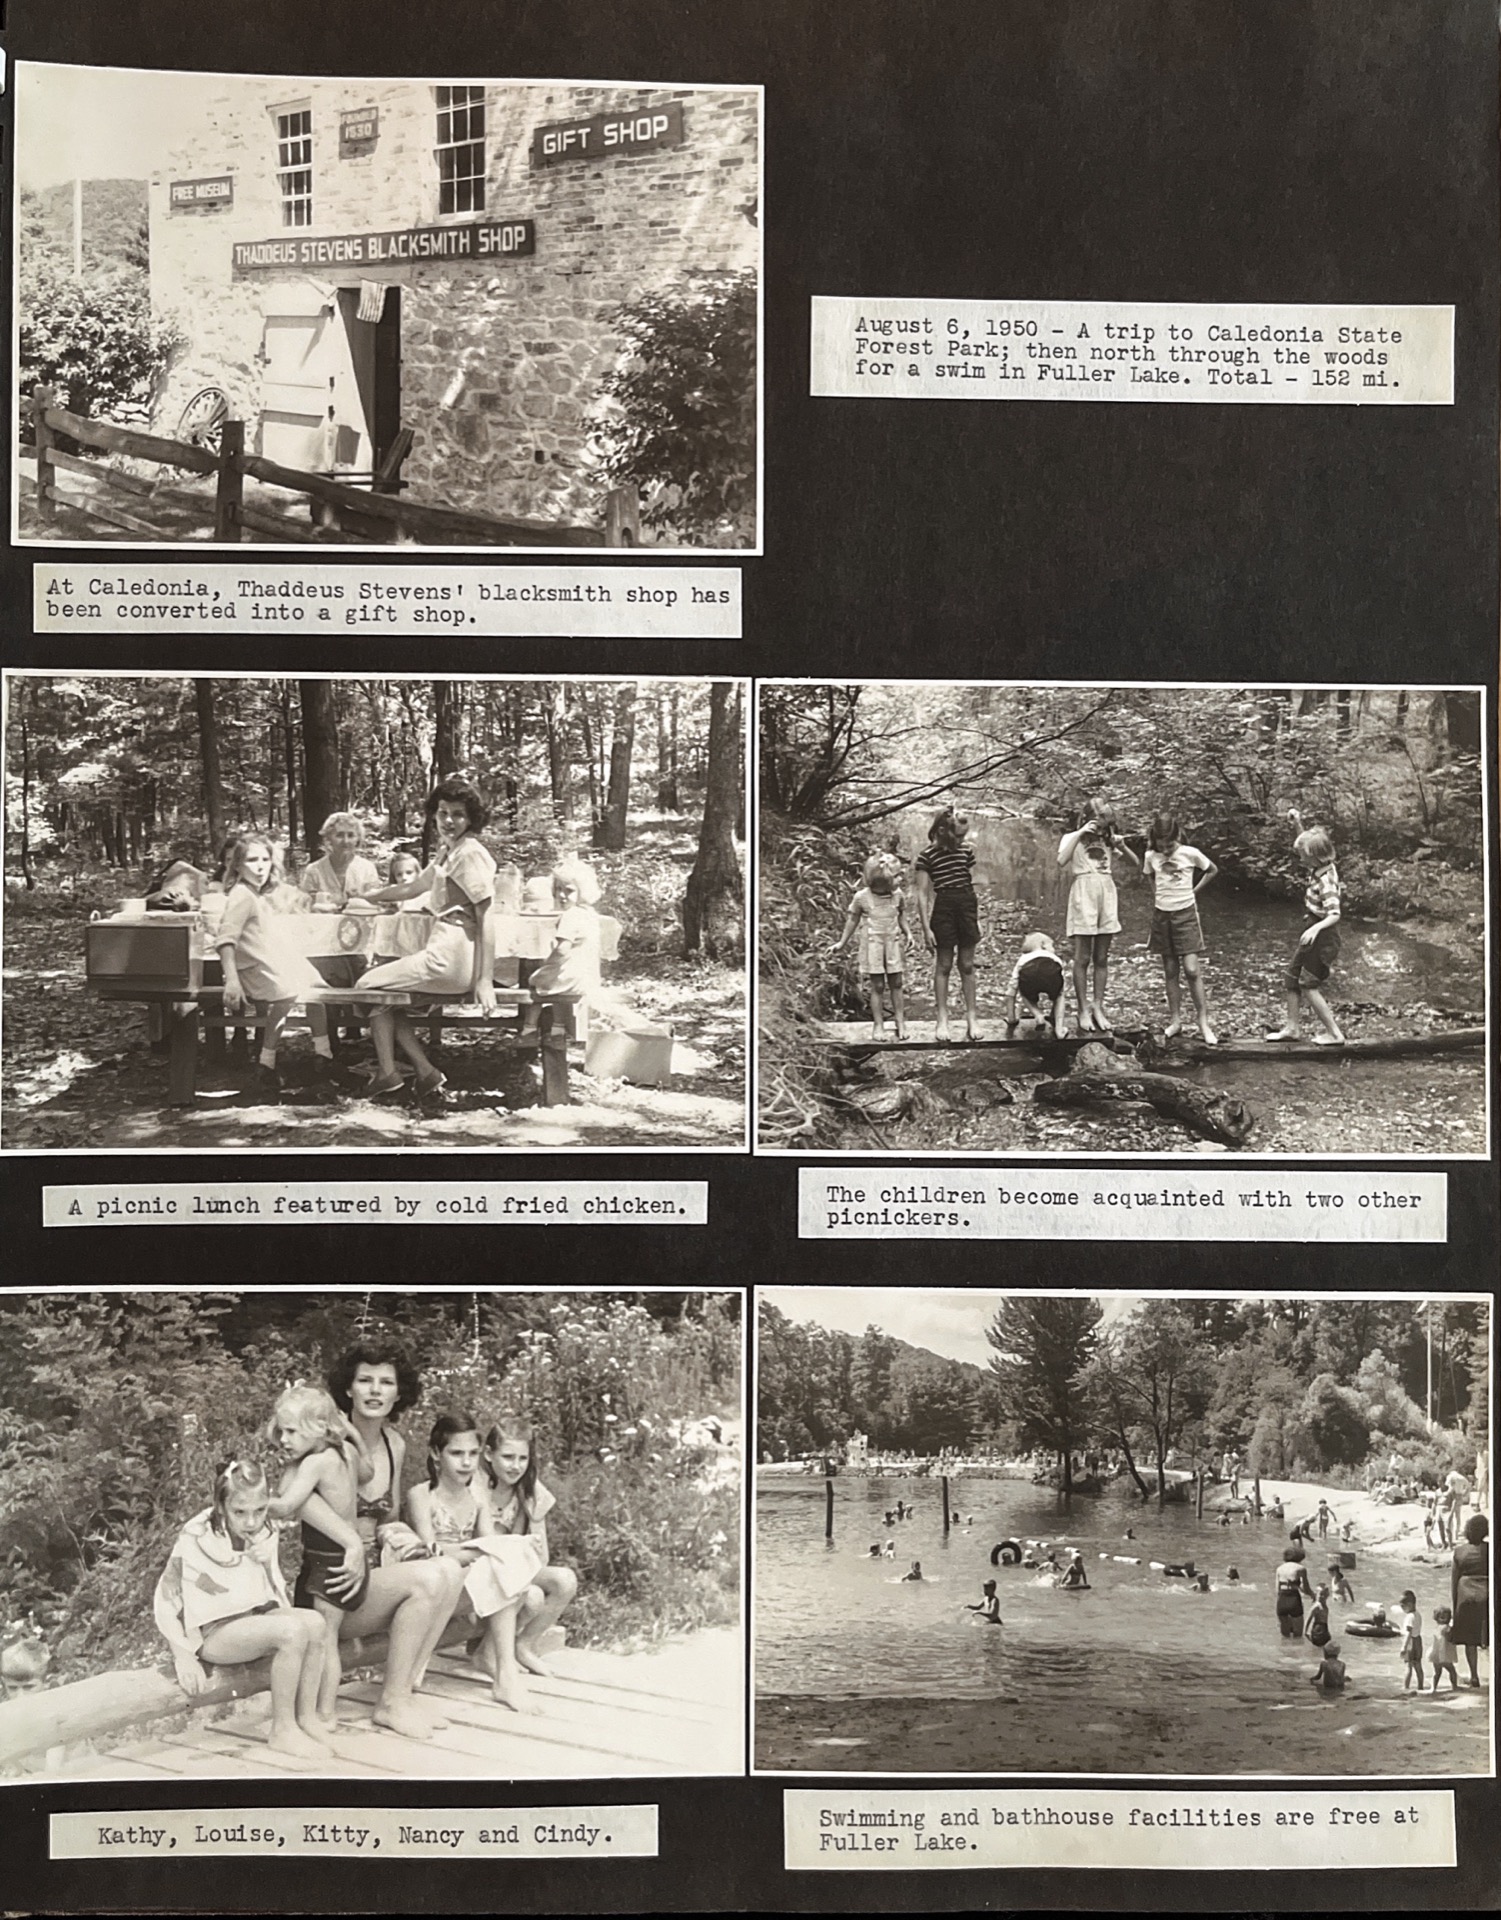 FOUNDED
1830
GIFT SHOP
FREE MUSEUM
THADDEUS STEVENS BLACKSMITH SHOP
August 6, 1950 - A trip to Caledonia State
Forest Park; then north through the woods
for a swim in Fuller Lake. Total - 152 mi.
At Caledonia, Thaddeus Stevens' blacksmith shop has
been converted into a gift shop.
A picnic lunch featured by cold fried chicken.
The children become acquainted with two other
picnickers.
Kathy, Louise, Kitty, Nancy and Cindy.
Swimming and bathhouse facilities are free at
Fuller Lake.